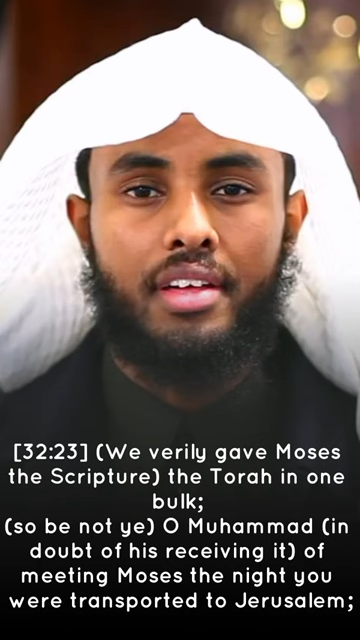 [32:23] (We verily gave Moses
the Scripture) the Torah in one
bulk;
(so be not ye) O Muhammad (in
doubt of his receiving it) of
meeting Moses the night you
were transported to Jerusalem;